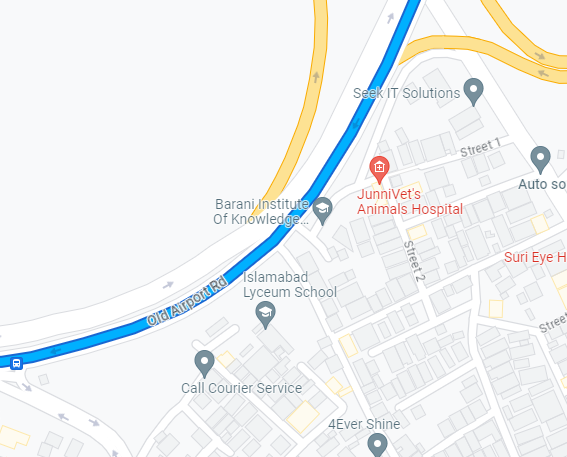 Seek IT Solutions
Street 1
Auto so
JunniVet's
Animals Hospital
Barani Institute
Of Knowledge...
Street 2
Suri Eye H
Islamabad
Lyceum School
Old Airport Rd
Street
Call Courier Service
4Ever Shine